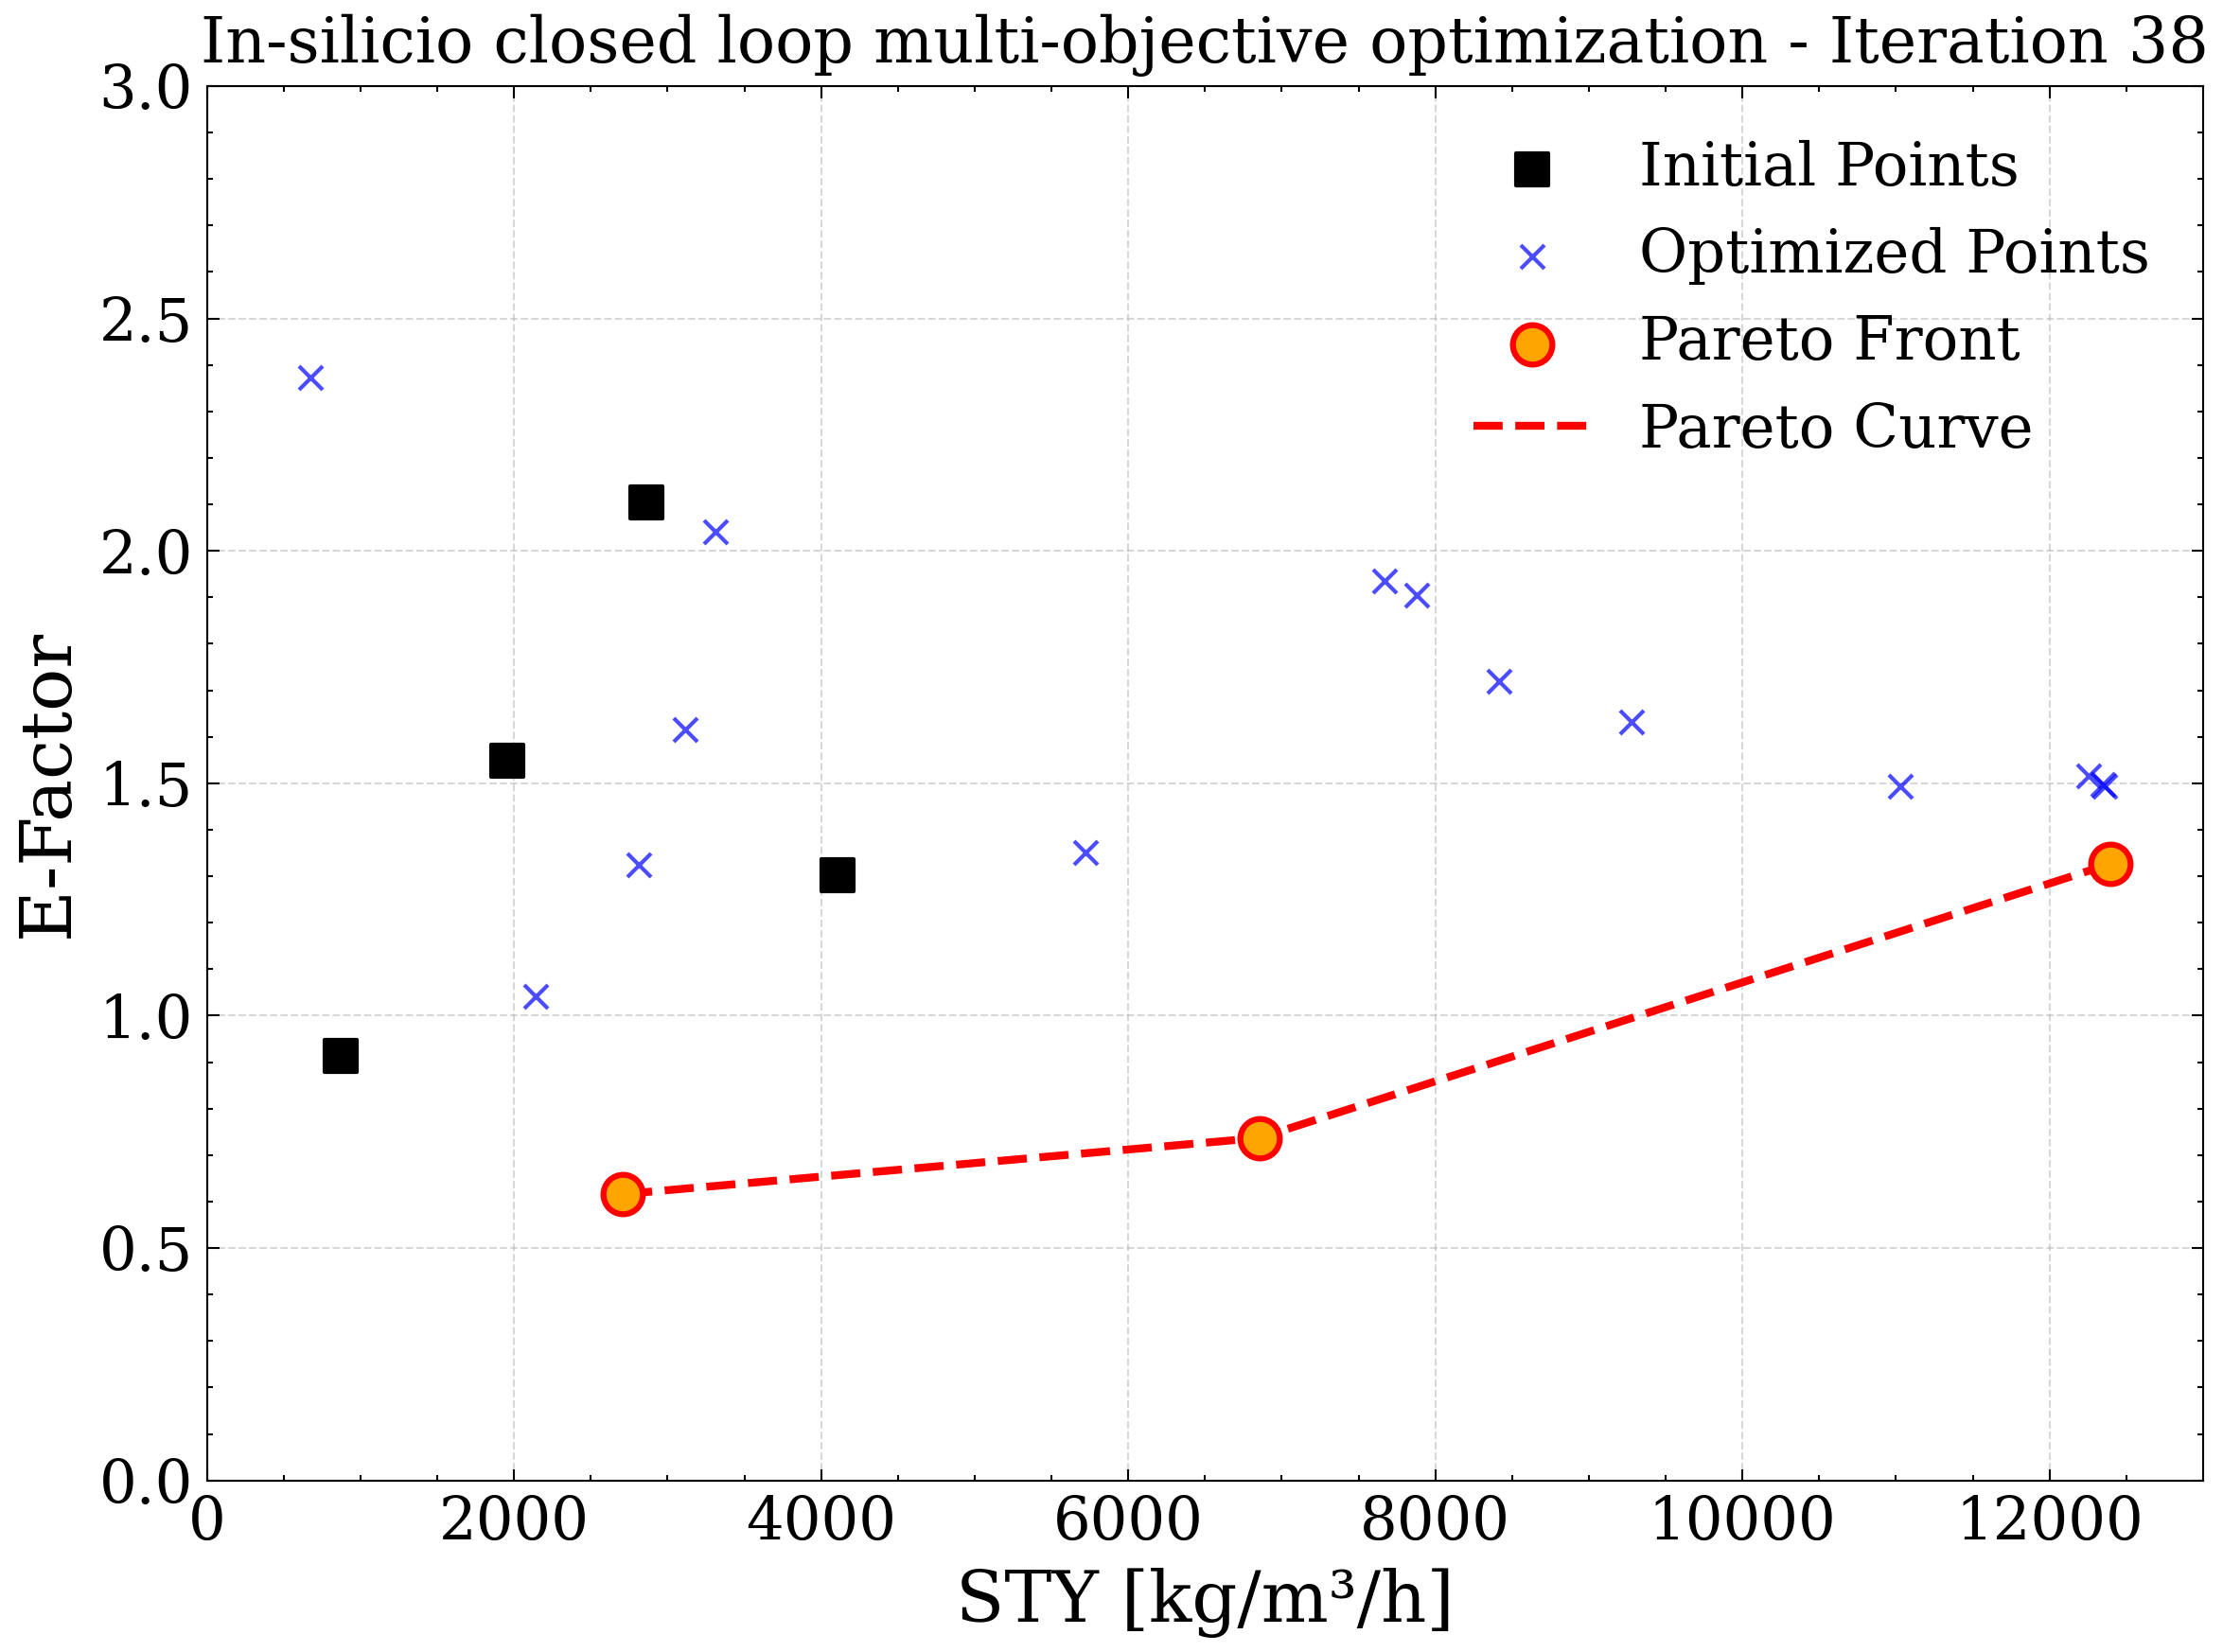 In-silicio closed loop multi-objective optimization - Iteration 38
Initial Points
Optimized Points
Pareto Front
Pareto Curve
E-Factor
3.0
2.5
2.0
1.5
1.0
0.5
0.0
0 2000 4000 6000 8000 10000 12000
STY [kg/m³/h]